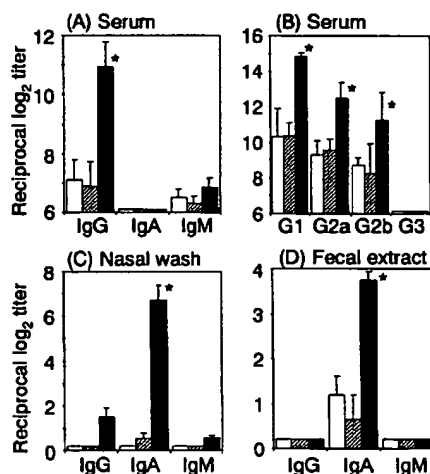 (A) Serum
Reciprocal log2 titer
12
10
8
6
IgG IgA IgM
*
(B) Serum
16
14
12
10
8
6
G1 G2a G2b G3
* * *
(C) Nasal wash
Reciprocal log2 titer
8
6
4
2
0
IgG IgA IgM
*
(D) Fecal extract
4
3
2
1
0
IgG IgA IgM
*